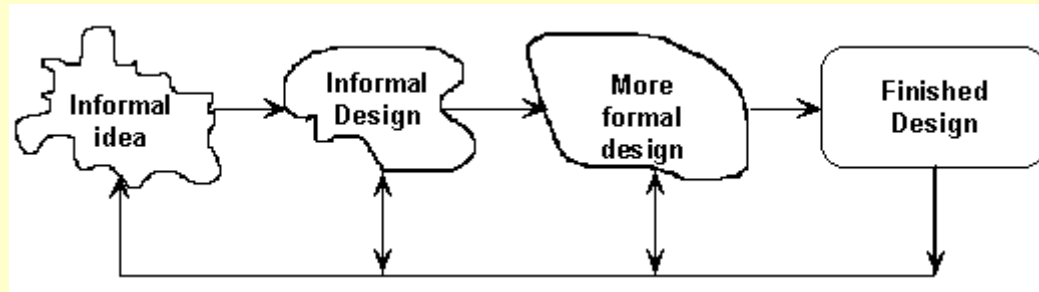 Informal
idea
Informal
Design
More
formal
design
Finished
Design